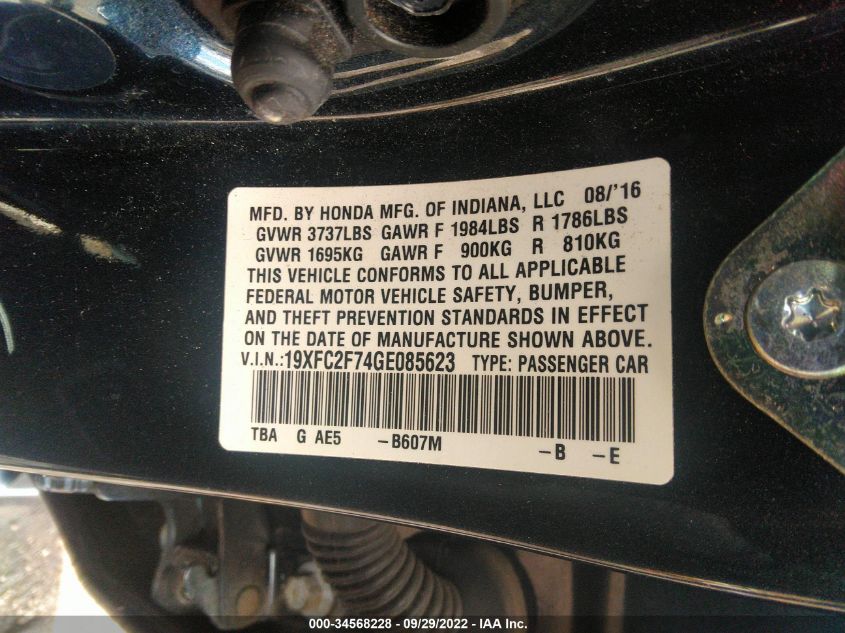 MFD. BY HONDA MFG. OF INDIANA, LLC 08/'16
GVWR 3737LBS GAWR F 1984LBS R 1786LBS
GVWR 1695KG GAWR F 900KG R 810KG
THIS VEHICLE CONFORMS TO ALL APPLICABLE
FEDERAL MOTOR VEHICLE SAFETY, BUMPER,
AND THEFT PREVENTION STANDARDS IN EFFECT
ON THE DATE OF MANUFACTURE SHOWN ABOVE.
V.I.N.:19XFC2F74GE085623 TYPE: PASSENGER CAR
TBA G AE5 -B607M -B -E
000-34568228 - 09/29/2022 - IAA Inc.